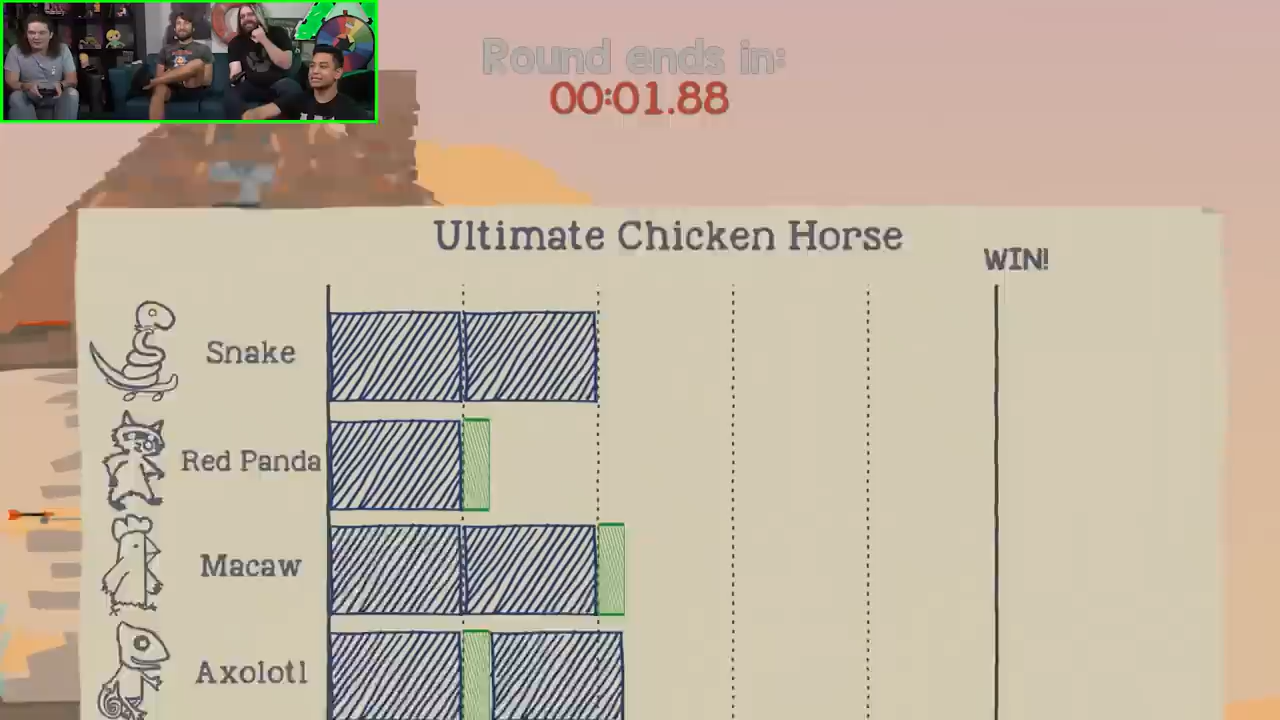 Round ends in:
00:01.88
Ultimate Chicken Horse
WIN!
Snake
Red Panda
Macaw
Axolotl